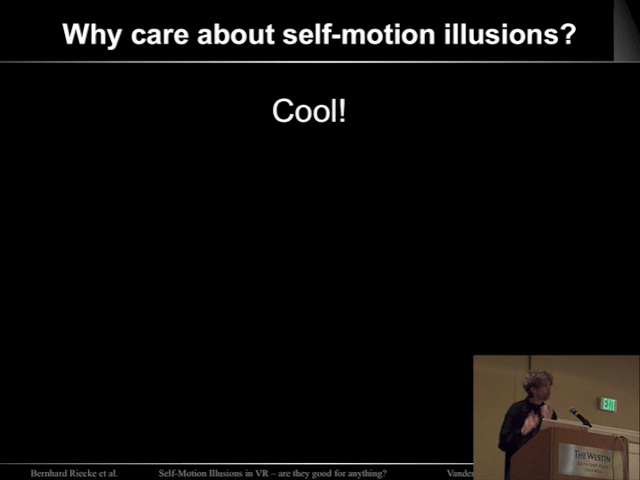 Why care about self-motion illusions?
Cool!
EXIT
THE WESTIN
Bernhard Riecke et al.
Self-Motion Illusions in VR – are they good for anything?